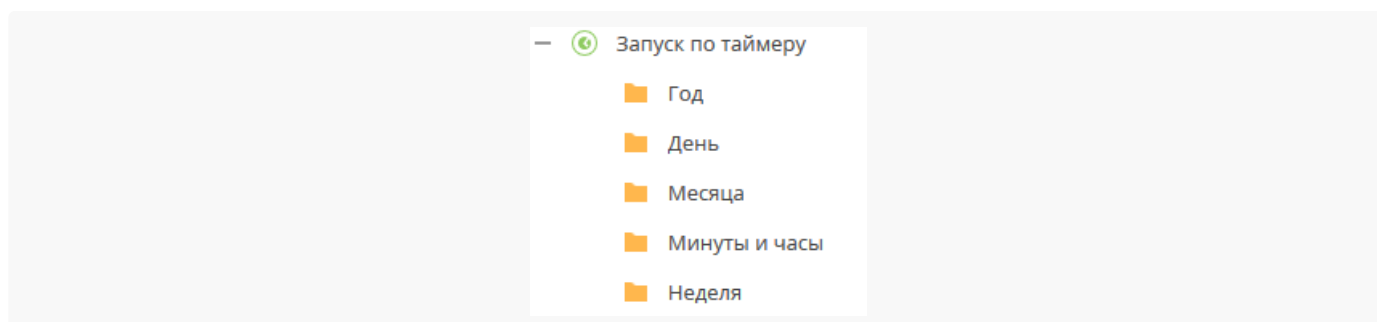 Запуск по таймеру
Год
День
Месяца
Минуты и часы
Неделя